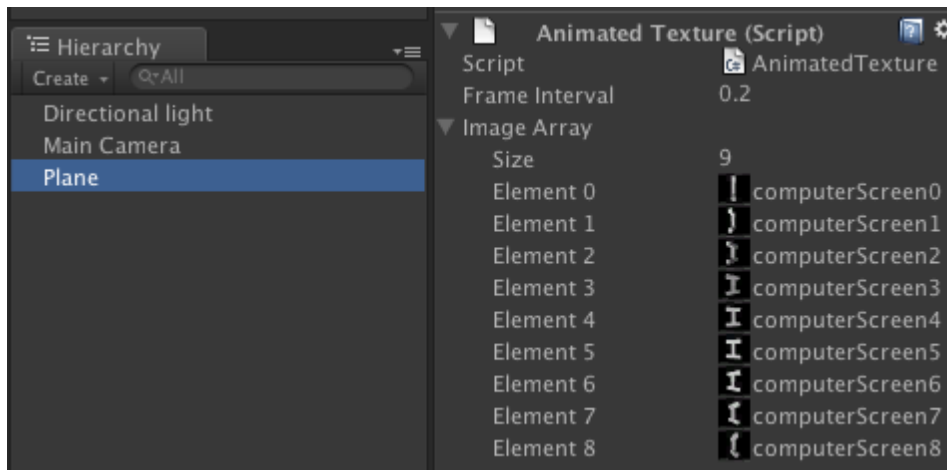 Hierarchy
Create
All
Directional light
Main Camera
Plane
Animated Texture (Script)
Script AnimatedTexture
Frame Interval 0.2
Image Array
Size 9
Element 0 computerScreen0
Element 1 computerScreen1
Element 2 computerScreen2
Element 3 computerScreen3
Element 4 computerScreen4
Element 5 computerScreen5
Element 6 computerScreen6
Element 7 computerScreen7
Element 8 computerScreen8